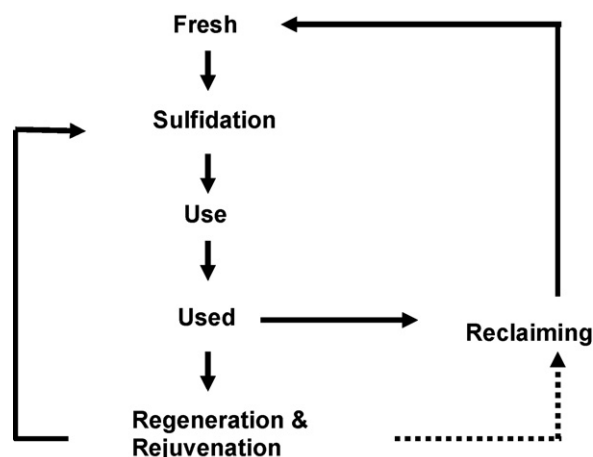 Fresh
Sulfidation
Use
Used
Reclaiming
Regeneration &
Rejuvenation